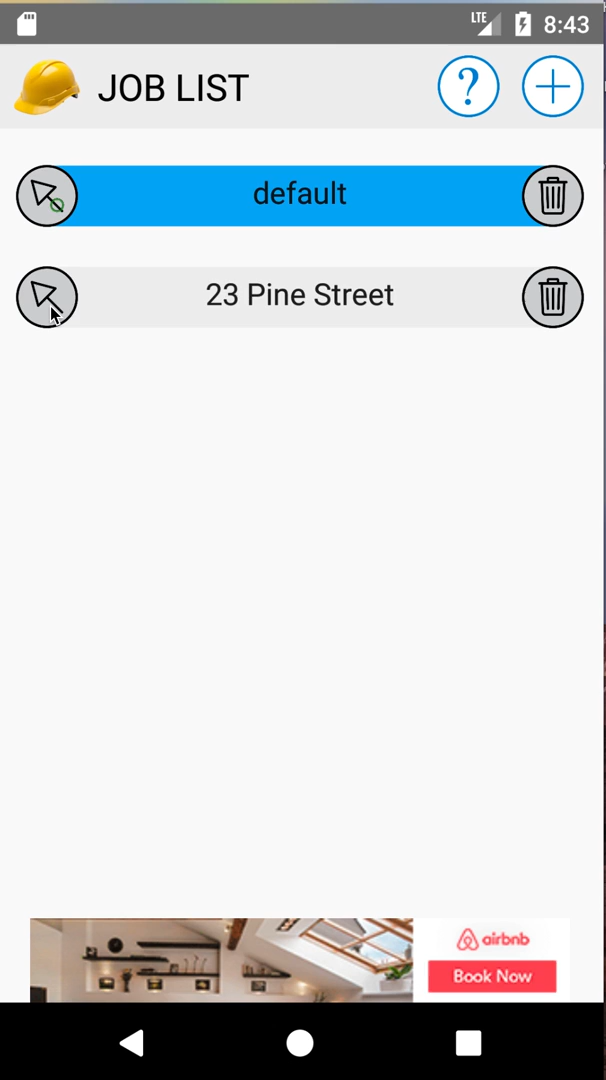 LTE 8:43
JOB LIST ?
default
23 Pine Street
airbnb
Book Now